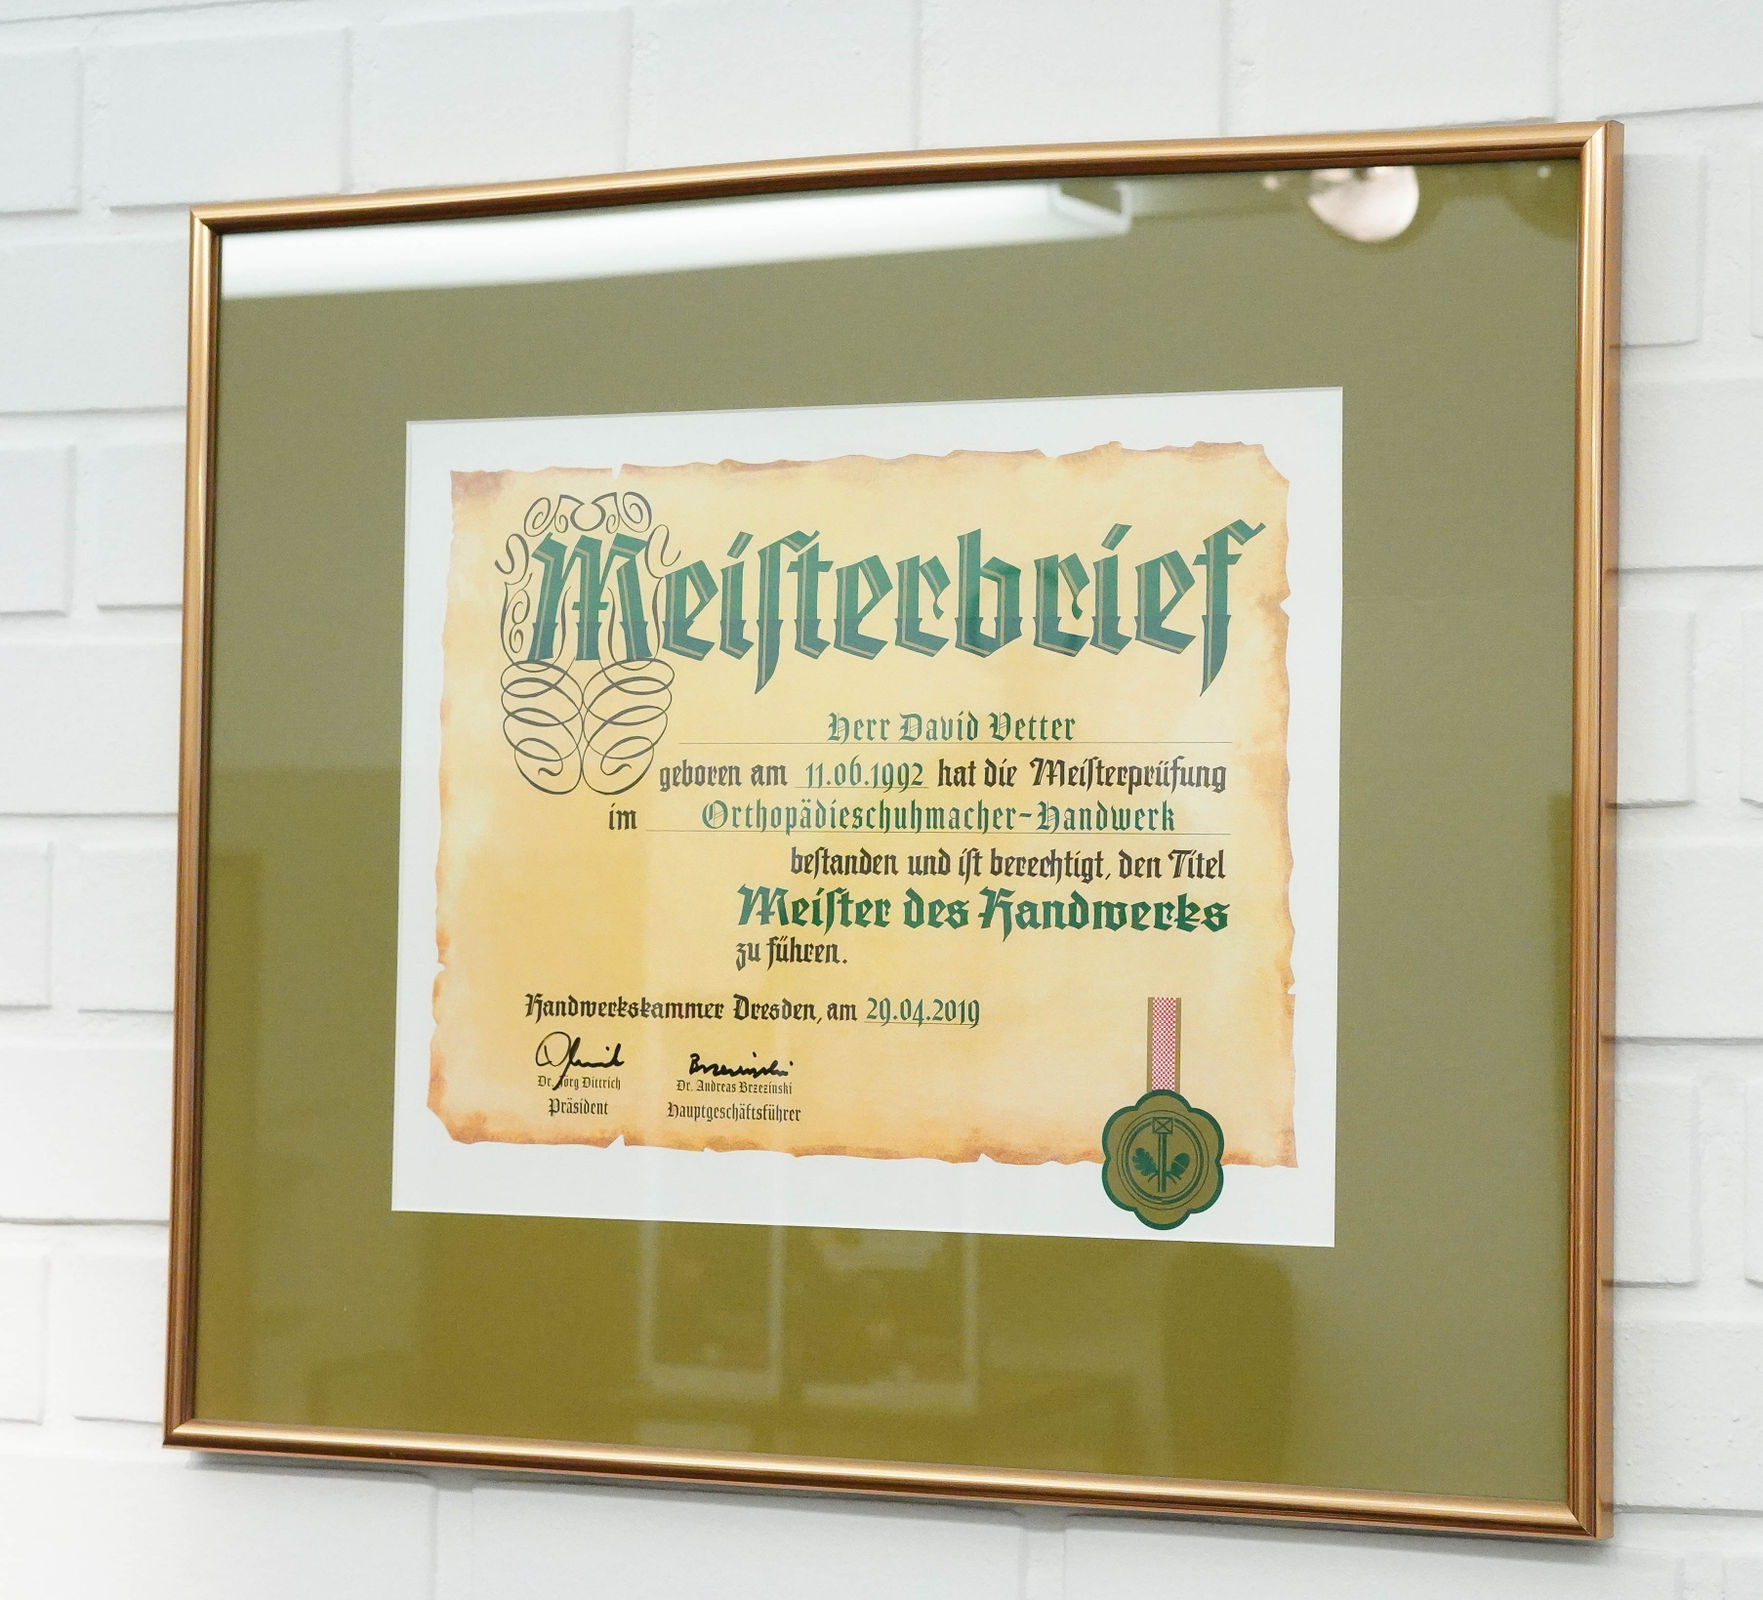 Meiſterbrief
Herr David Vetter
geboren am 11.06.1992 hat die Meiſterprüfung
im Orthopädieschuhmacher-Handwerk
beſtanden und iſt berechtigt, den Titel
Meiſter des Handwerks
zu führen.
Handwerkskammer Dresden, am 29.04.2019
Brzezinski
Dr. Jörg Dittrich Dr. Andreas Brzezinski
Präsident Hauptgeschäftsführer